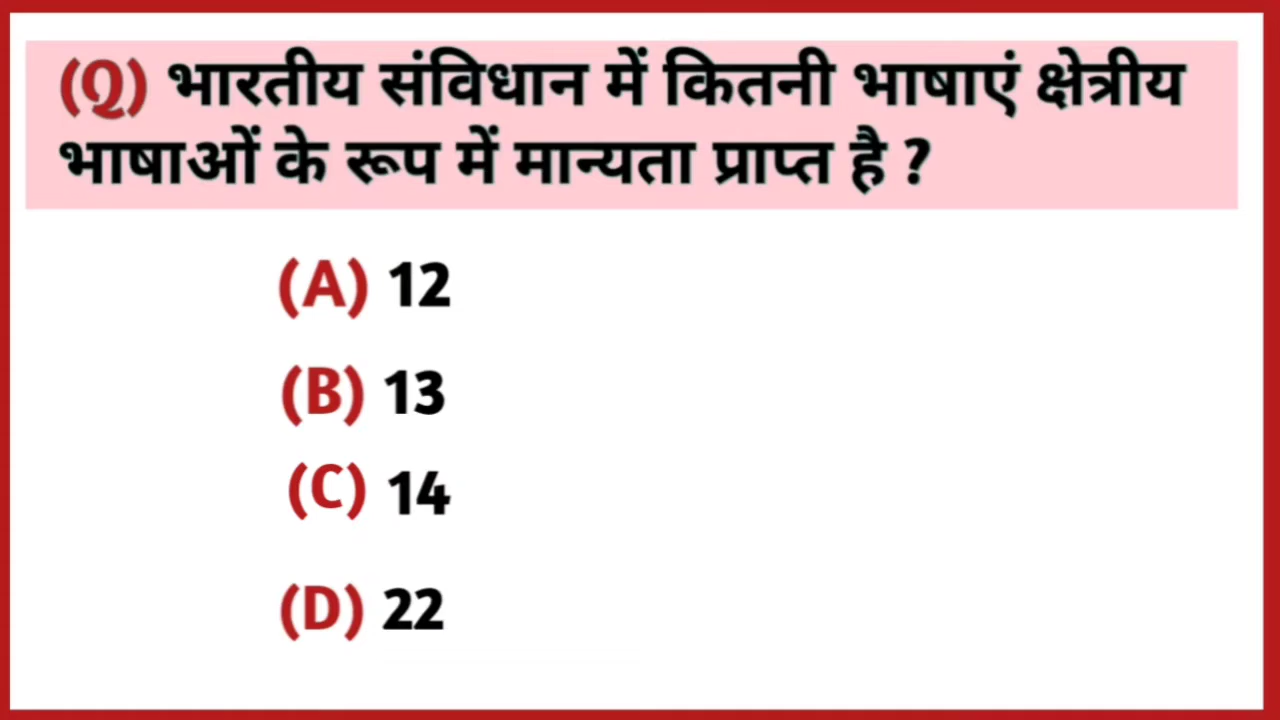 (Q) भारतीय संविधान में कितनी भाषाएं क्षेत्रीय
भाषाओं के रूप में मान्यता प्राप्त है ?
(A) 12
(B) 13
(C) 14
(D) 22